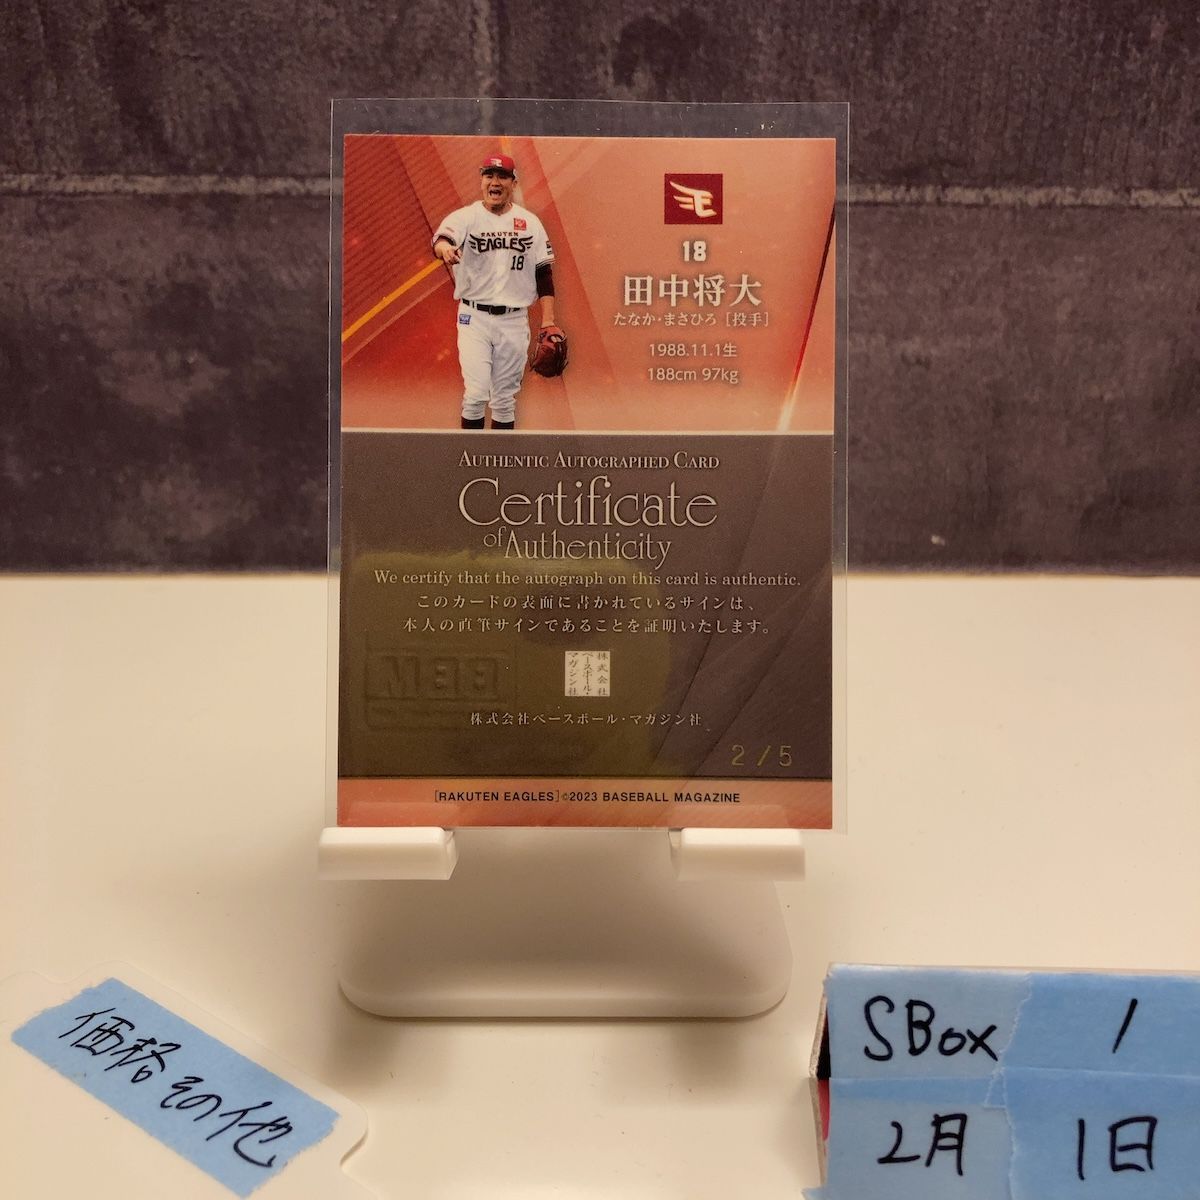 RAKUTEN
EAGLES
18
E
18
田中将大
たなか・まさひろ［投手］
1988.11.1生
188cm 97kg
AUTHENTIC AUTOGRAPHED CARD
Certificate
of Authenticity
We certify that the autograph on this card is authentic.
このカードの表面に書かれているサインは、
本人の直筆サインであることを証明いたします。
BBM
株式会社
ベースボール・
マガジン社
株式会社ベースボール・マガジン社
2/5
[RAKUTEN EAGLES]©2023 BASEBALL MAGAZINE
価格その他
SBox 1
2月 1日